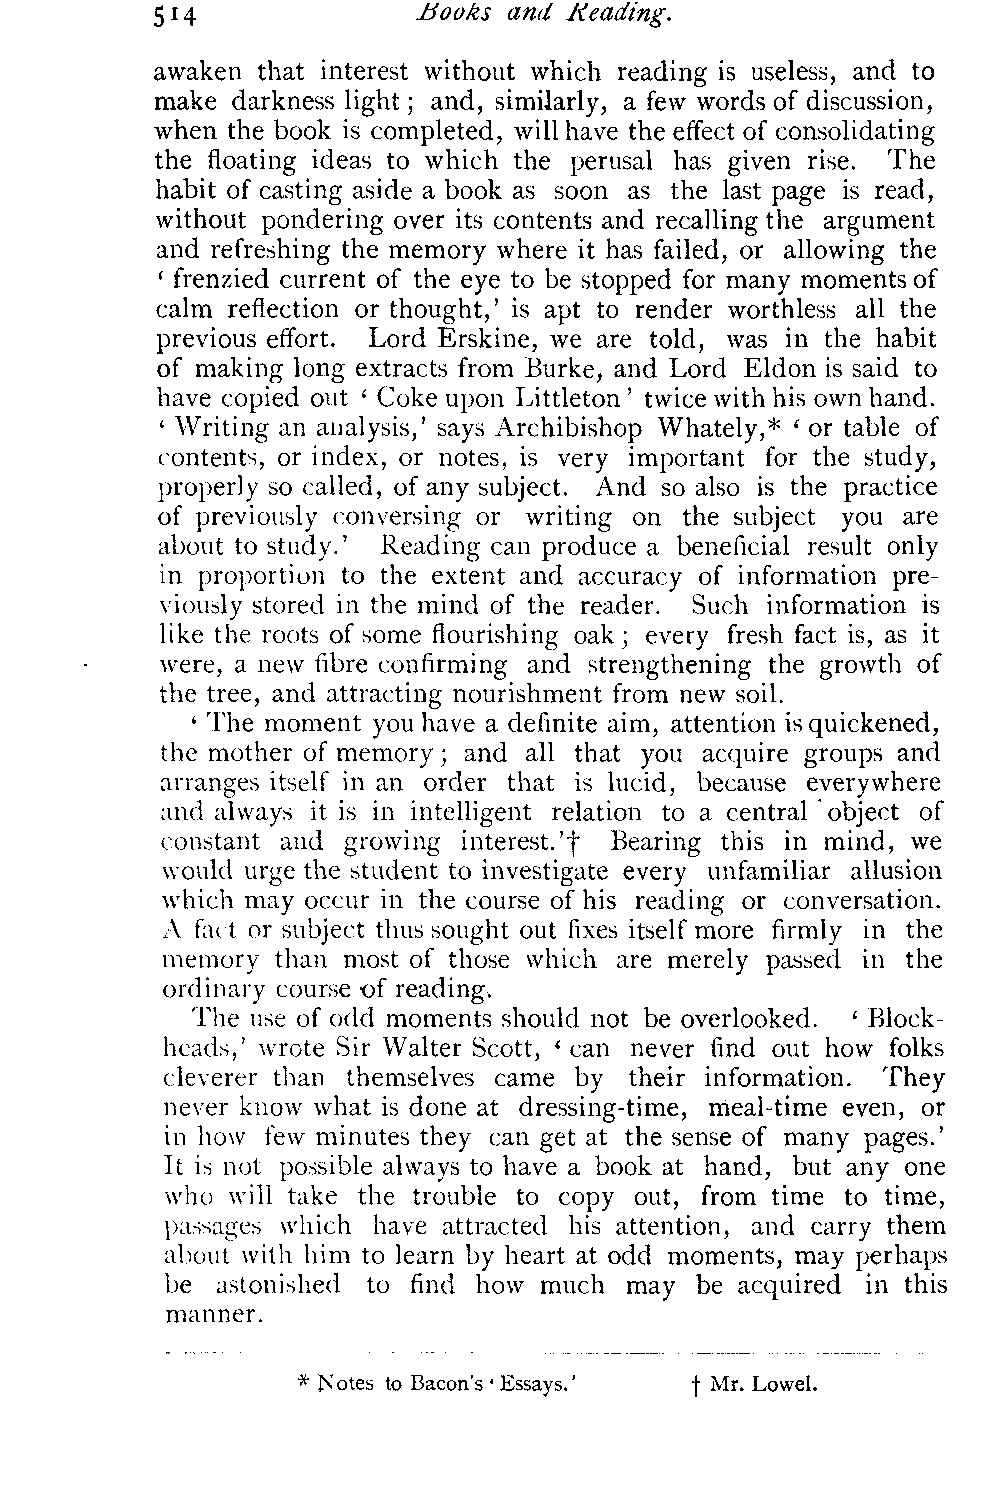 514 Books and Reading.
awaken that interest without which reading is useless, and to
make darkness light; and, similarly, a few words of discussion,
when the book is completed, will have the effect of consolidating
the floating ideas to which the perusal has given rise. The
habit of casting aside a book as soon as the last page is read,
without pondering over its contents and recalling the argument
and refreshing the memory where it has failed, or allowing the
‘ frenzied current of the eye to be stopped for many moments of
calm reflection or thought,’ is apt to render worthless all the
previous effort. Lord Erskine, we are told, was in the habit
of making long extracts from Burke, and Lord Eldon is said to
have copied out ‘ Coke upon Littleton ’ twice with his own hand.
‘ Writing an analysis,’ says Archibishop Whately,* ‘ or table of
contents, or index, or notes, is very important for the study,
properly so called, of any subject. And so also is the practice
of previously conversing or writing on the subject you are
about to study.’ Reading can produce a beneficial result only
in proportion to the extent and accuracy of information pre-
viously stored in the mind of the reader. Such information is
like the roots of some flourishing oak; every fresh fact is, as it
were, a new fibre confirming and strengthening the growth of
the tree, and attracting nourishment from new soil.
‘ The moment you have a definite aim, attention is quickened,
the mother of memory; and all that you acquire groups and
arranges itself in an order that is lucid, because everywhere
and always it is in intelligent relation to a central object of
constant and growing interest.’† Bearing this in mind, we
would urge the student to investigate every unfamiliar allusion
which may occur in the course of his reading or conversation.
A fact or subject thus sought out fixes itself more firmly in the
memory than most of those which are merely passed in the
ordinary course of reading.
The use of odd moments should not be overlooked. ‘ Block-
heads,’ wrote Sir Walter Scott, ‘ can never find out how folks
cleverer than themselves came by their information. They
never know what is done at dressing-time, meal-time even, or
in how few minutes they can get at the sense of many pages.’
It is not possible always to have a book at hand, but any one
who will take the trouble to copy out, from time to time,
passages which have attracted his attention, and carry them
about with him to learn by heart at odd moments, may perhaps
be astonished to find how much may be acquired in this
manner.
* Notes to Bacon's ‘ Essays.’ † Mr. Lowel.